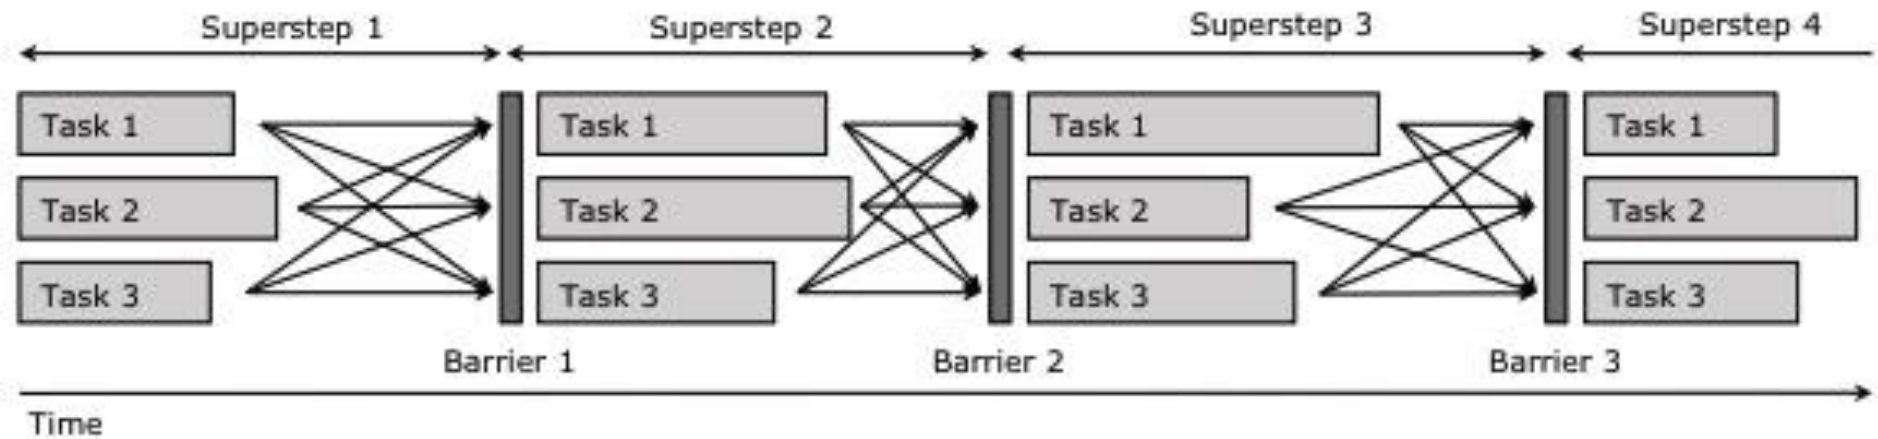 Superstep 1 Superstep 2 Superstep 3 Superstep 4
Task 1 Task 1 Task 1 Task 1
Task 2 Task 2 Task 2 Task 2
Task 3 Task 3 Task 3 Task 3
Barrier 1 Barrier 2 Barrier 3
Time